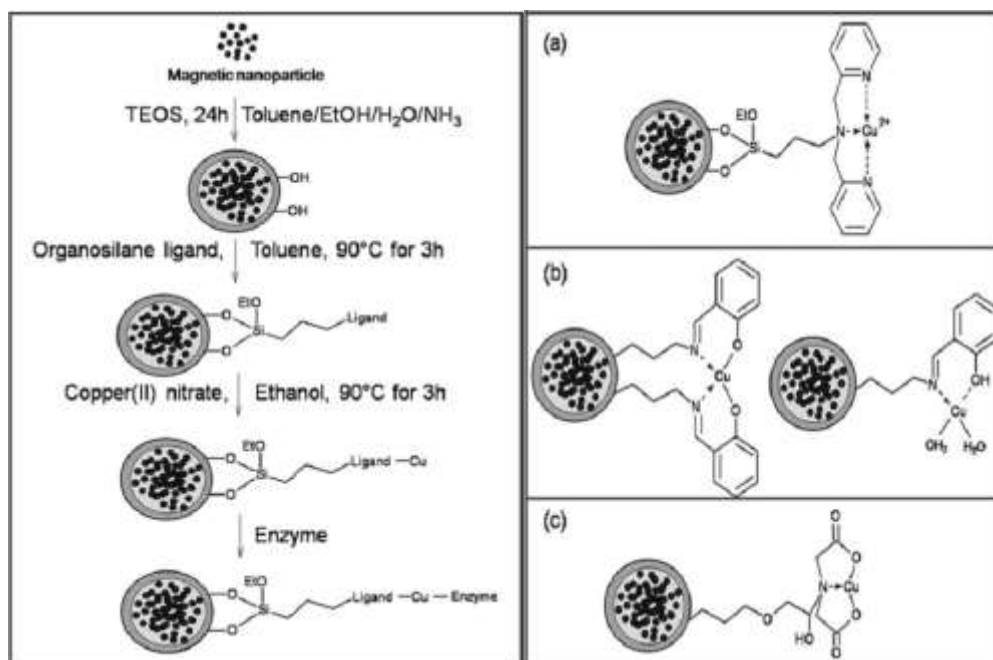 Magnetic nanoparticle
TEOS, 24h Toluene/EtOH/H₂O/NH₃
OH
OH
Organosilane ligand, Toluene, 90°C for 3h
EtO
O
Si
O
Ligand
Copper(II) nitrate, Ethanol, 90°C for 3h
EtO
O
Si
O
Ligand
Cu
Enzyme
EtO
O
Si
O
Ligand
Cu
Enzyme
(a)
N
EtO
O
Si
O
N
Cu
2+
N
(b)
N
O
Cu
N
O
N
OH
Cu
OH₂
H₂O
(c)
O
O
N
Cu
O
O
HO
O